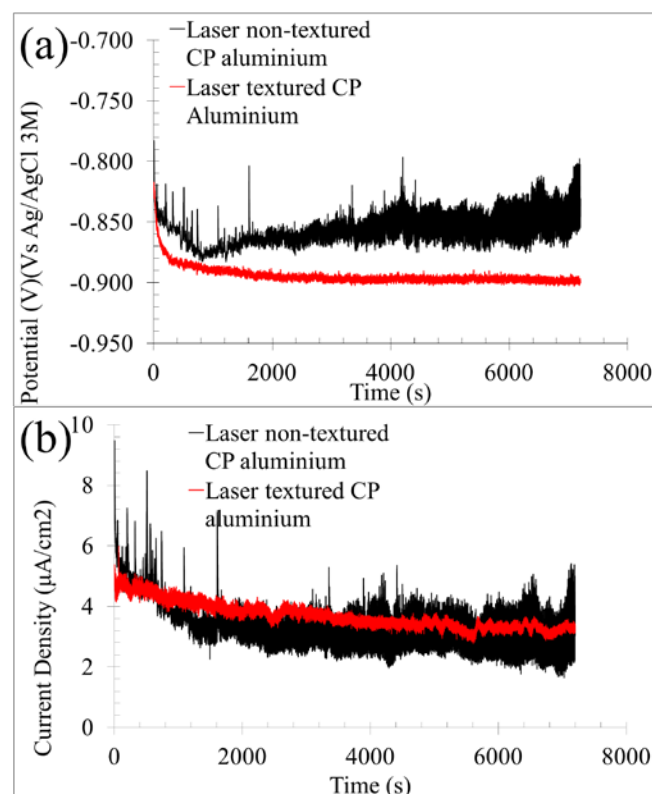 (a)
Laser non-textured
CP aluminium
Laser textured CP
Aluminium
Potential (V)(Vs Ag/AgCl 3M)
-0.700
-0.750
-0.800
-0.850
-0.900
-0.950
0
2000
4000
6000
8000
Time (s)
(b)
Laser non-textured
CP aluminium
Laser textured CP
aluminium
Current Density (µA/cm2)
10
8
6
4
2
0
0
2000
4000
6000
8000
Time (s)